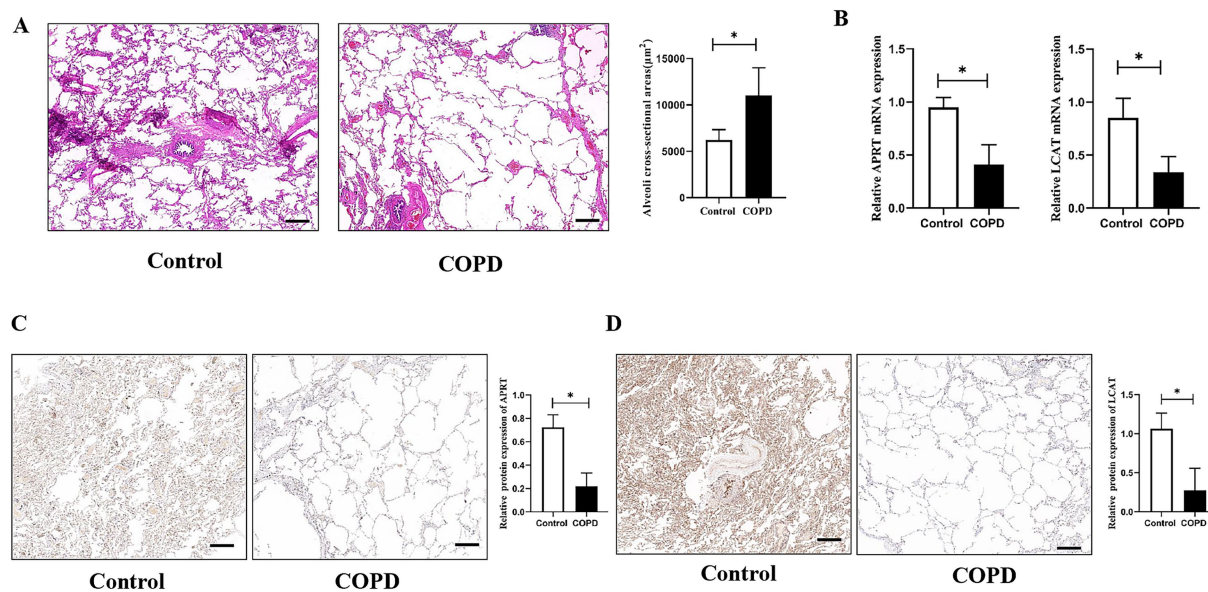 A
Control
COPD
Alveoli cross-sectional areas(μm²)
15000
10000
5000
0
*
Control COPD
B
Relative APRT mRNA expression
1.5
1.0
0.5
0.0
*
Control COPD
Relative LCAT mRNA expression
1.5
1.0
0.5
0.0
*
Control COPD
C
Control
COPD
Relative protein expression of APRT
1.0
0.8
0.6
0.4
0.2
0.0
*
Control COPD
D
Control
COPD
Relative protein expression of LCAT
1.5
1.0
0.5
0.0
*
Control COPD